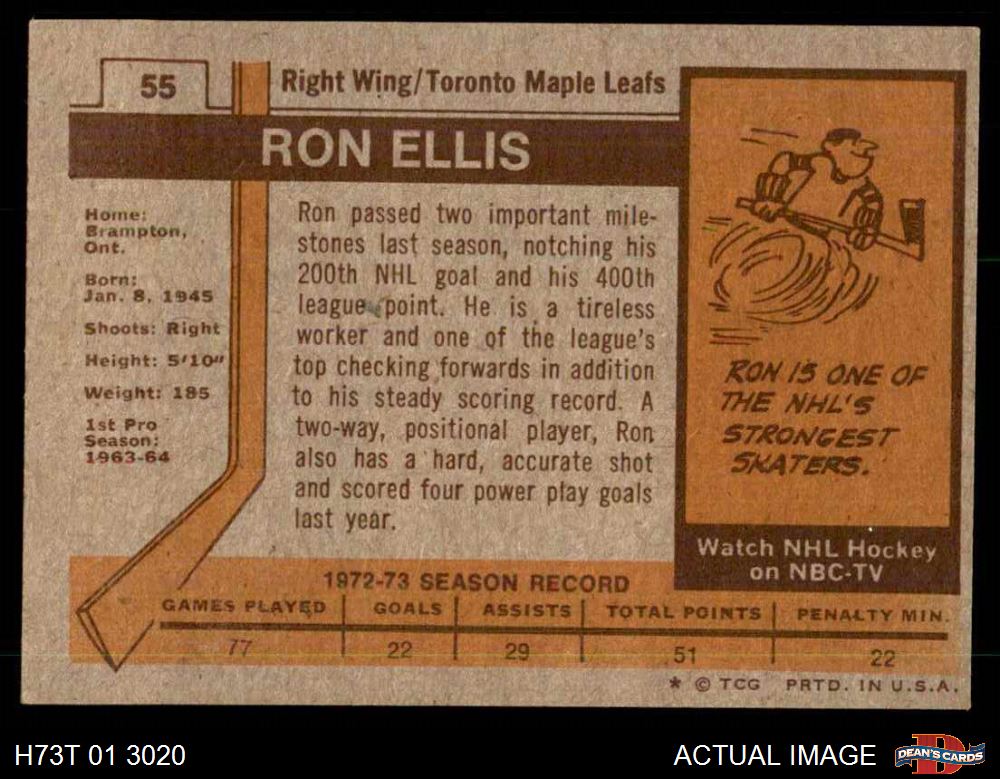 55
Right Wing/Toronto Maple Leafs
RON ELLIS
Home:
Brampton,
Ont.
Born:
Jan. 8, 1945
Shoots: Right
Height: 5'10"
Weight: 185
1st Pro
Season:
1963-64
Ron passed two important mile-
stones last season, notching his
200th NHL goal and his 400th
league point. He is a tireless
worker and one of the league's
top checking forwards in addition
to his steady scoring record. A
two-way, positional player, Ron
also has a hard, accurate shot
and scored four power play goals
last year.
RON IS ONE OF
THE NHL'S
STRONGEST
SKATERS.
Watch NHL Hockey
on NBC-TV
1972-73 SEASON RECORD
GAMES PLAYED GOALS ASSISTS TOTAL POINTS PENALTY MIN.
77 22 29 51 22
* © TCG PRTD. IN U.S.A.
H73T 01 3020
ACTUAL IMAGE
DEAN'S CARDS